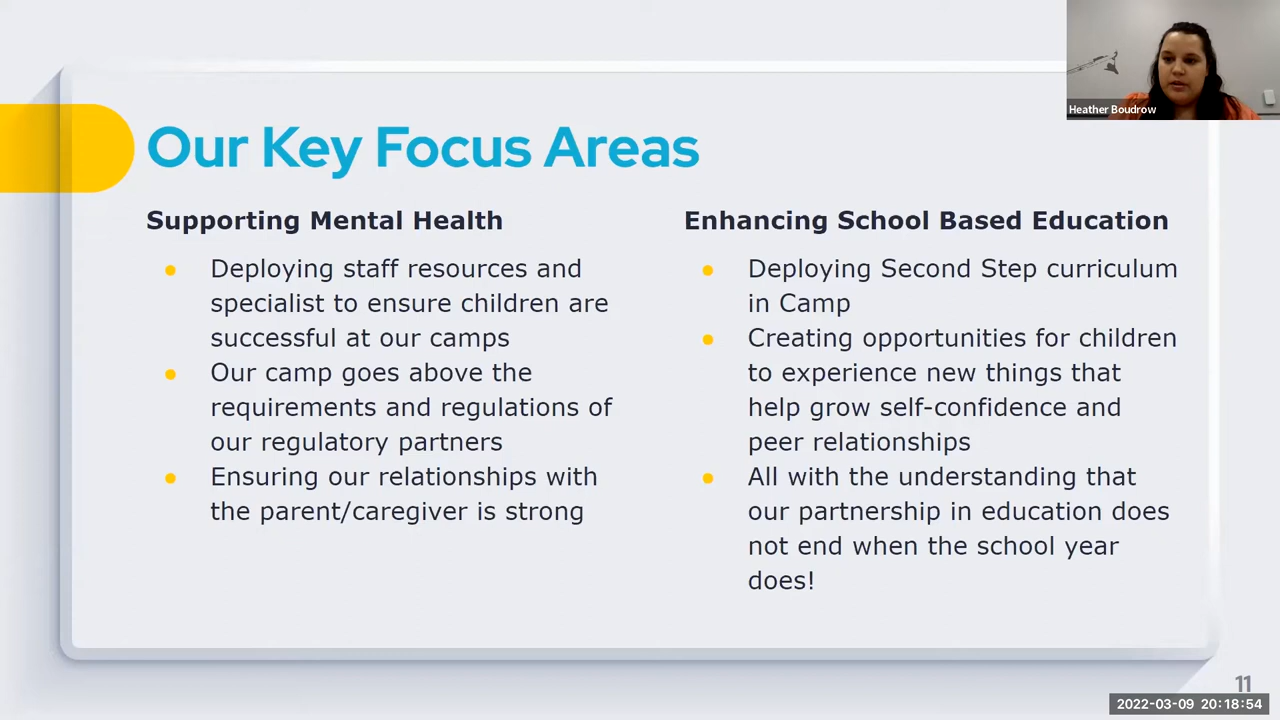 Heather Boudrow
Our Key Focus Areas
Supporting Mental Health
Deploying staff resources and
specialist to ensure children are
successful at our camps
Our camp goes above the
requirements and regulations of
our regulatory partners
Ensuring our relationships with
the parent/caregiver is strong
Enhancing School Based Education
Deploying Second Step curriculum
in Camp
Creating opportunities for children
to experience new things that
help grow self-confidence and
peer relationships
All with the understanding that
our partnership in education does
not end when the school year
does!
11
2022-03-09 20:18:54